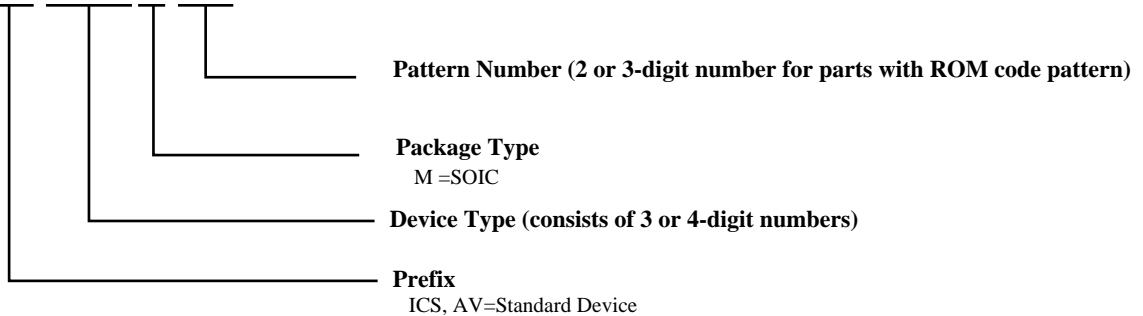 Pattern Number (2 or 3-digit number for parts with ROM code pattern)
Package Type
M =SOIC
Device Type (consists of 3 or 4-digit numbers)
Prefix
ICS, AV=Standard Device